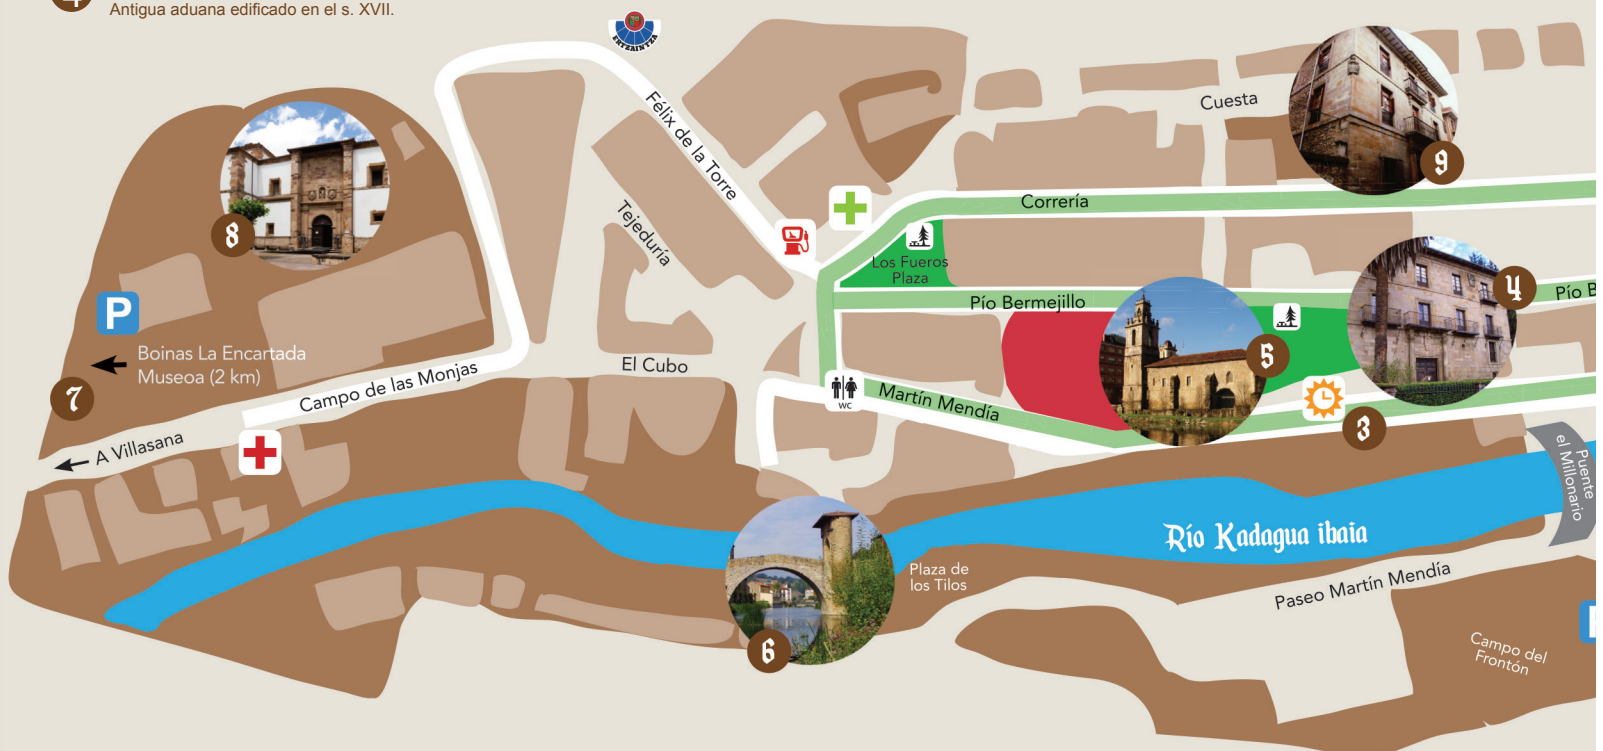 4
Antigua aduana edificado en el s. XVII.
ERTZAINTZA
Félix de la Torre
Cuesta
9
Tejeduría
Correría
8
Los Fueros
Plaza
4
Pío Bermejillo
Pío B
5
P
Boinas La Encartada
Museoa (2 km)
7
El Cubo
Campo de las Monjas
WC
Martín Mendía
3
A Villasana
Puente
el Millonario
Río Kadagua ibaia
Plaza de
los Tilos
Paseo Martín Mendía
6
Campo del
Frontón